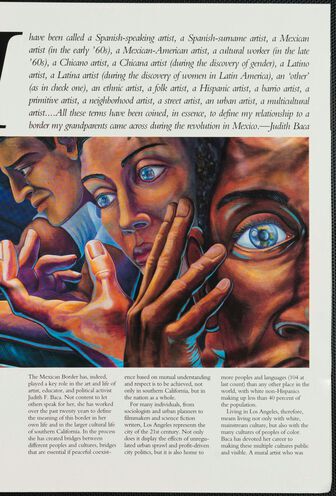 I have been called a Spanish-speaking artist, a Spanish-surname artist, a Mexican
artist (in the early '60s), a Mexican-American artist, a cultural worker (in the late
'60s), a Chicano artist, a Chicana artist (during the discovery of gender), a Latino
artist, a Latina artist (during the discovery of women in Latin America), an 'other'
(as in check one), an ethnic artist, a folk artist, a Hispanic artist, a barrio artist, a
primitive artist, a neighborhood artist, a street artist, an urban artist, a multicultural
artist....All these terms have been coined, in essence, to define my relationship to a
border my grandparents came across during the revolution in Mexico.—Judith Baca
The Mexican Border has, indeed,
played a key role in the art and life of
artist, educator, and political activist
Judith F. Baca. Not content to let
others speak for her, she has worked
over the past twenty years to define
the meaning of this border in her
own life and in the larger cultural life
of southern California. In the process
she has created bridges between
different peoples and cultures, bridges
that are essential if peaceful coexist-
ence based on mutual understanding
and respect is to be achieved, not
only in southern California, but in
the nation as a whole.
For many individuals, from
sociologists and urban planners to
filmmakers and science fiction
writers, Los Angeles represents the
city of the 21st century. Not only
does it display the effects of unregu-
lated urban sprawl and profit-driven
city politics, but it is also home to
more peoples and languages (104 at
last count) than any other place in the
world, with white non-Hispanics
making up less than 40 percent of
the population.
Living in Los Angeles, therefore,
means living not only with white,
mainstream culture, but also with the
many cultures of peoples of color.
Baca has devoted her career to
making these multiple cultures public
and visible. A mural artist who was